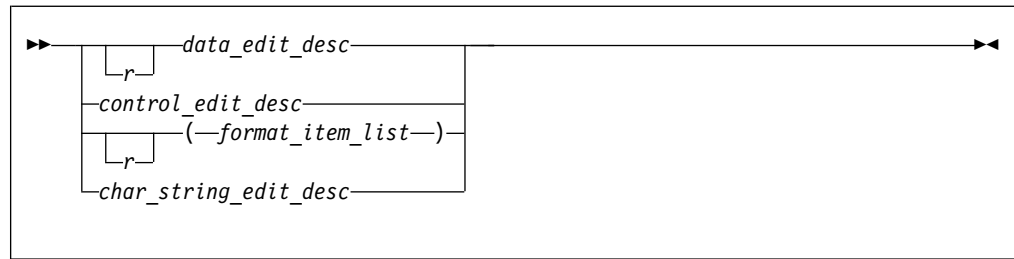 data_edit_desc
r
control_edit_desc
( format_item_list )
r
char_string_edit_desc